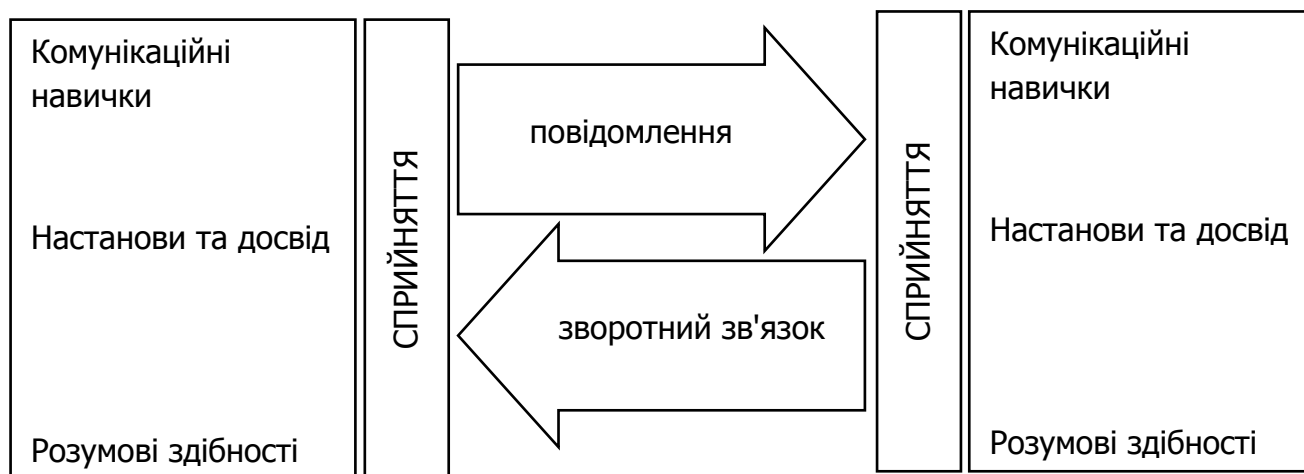 Комунікаційні
навички
Настанови та досвід
Розумові здібності
СПРИЙНЯТТЯ
повідомлення
зворотний зв'язок
СПРИЙНЯТТЯ
Комунікаційні
навички
Настанови та досвід
Розумові здібності